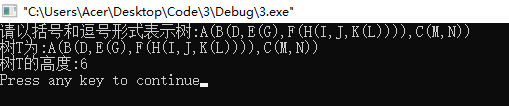 "C:\Users\Acer\Desktop\Code\3\Debug\3.exe"
请以括号和逗号形式表示树:A(B(D,E(G),F(H(I,J,K(L)))),C(M,N))
树T为:A(B(D,E(G),F(H(I,J,K(L)))),C(M,N))
树T的高度:6
Press any key to continue